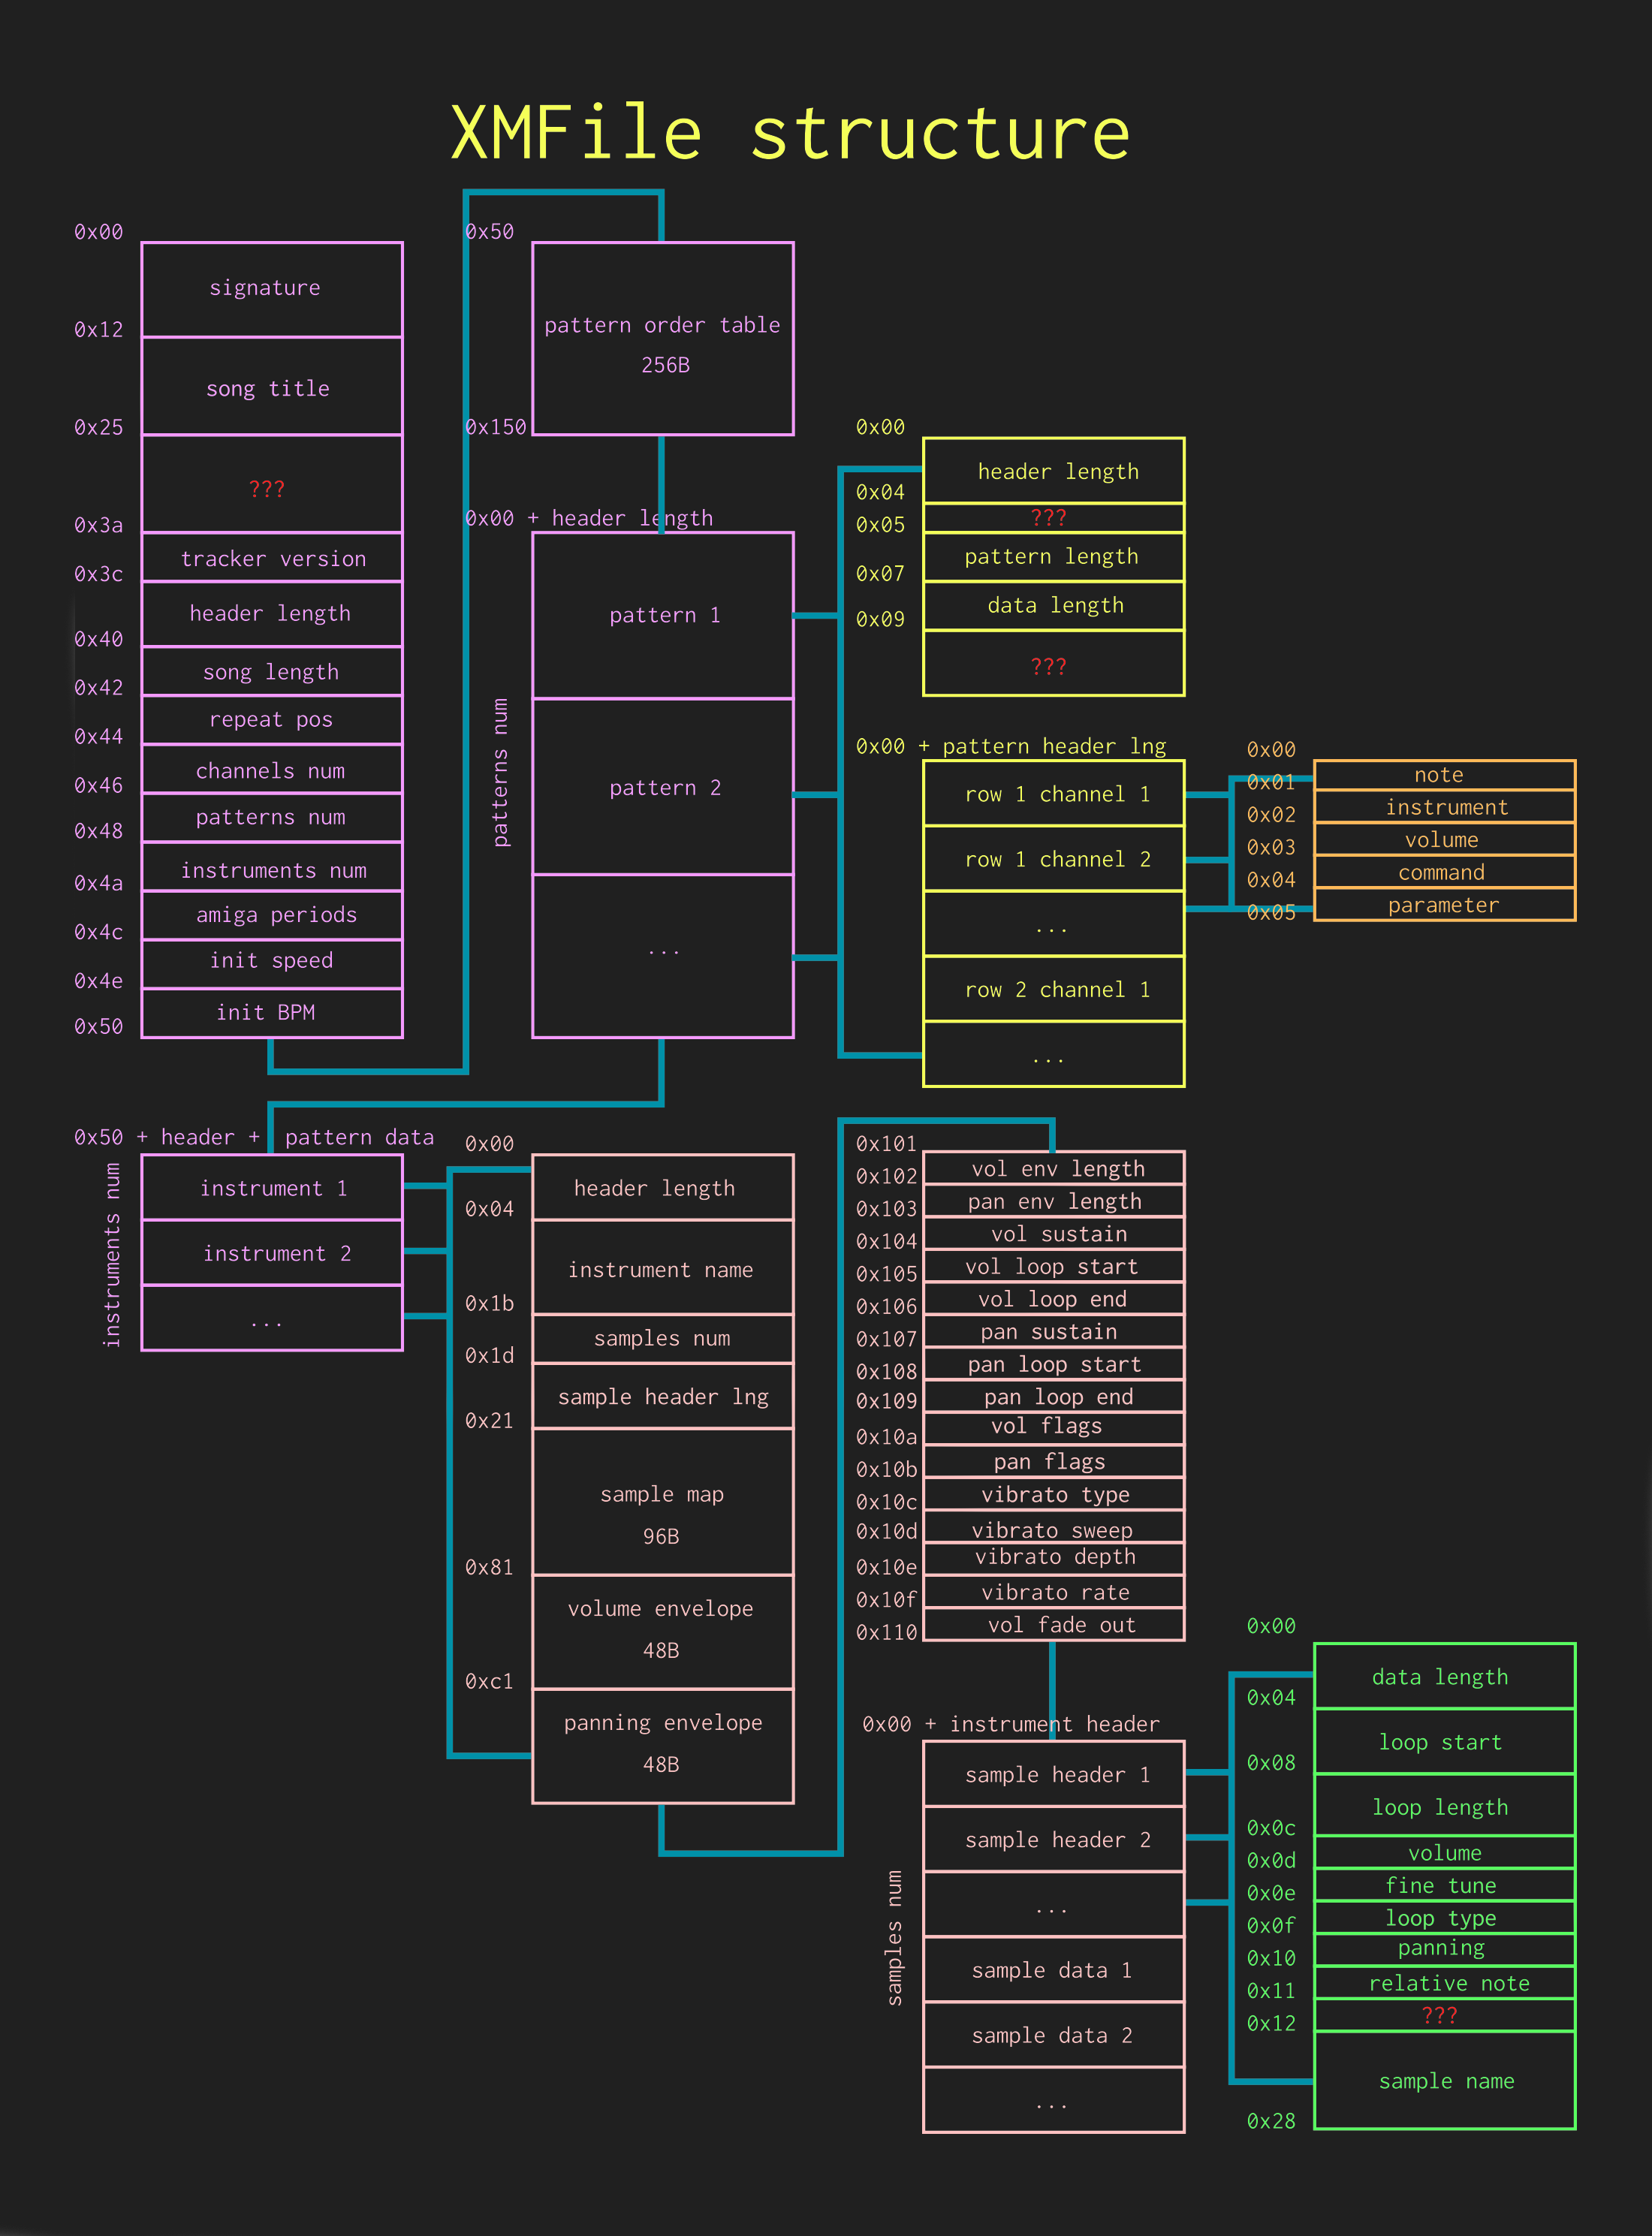 XMFile structure
0x00
signature
0x12
song title
0x25
???
0x3a
tracker version
0x3c
header length
0x40
song length
0x42
repeat pos
0x44
channels num
0x46
patterns num
0x48
instruments num
0x4a
amiga periods
0x4c
init speed
0x4e
init BPM
0x50
0x50
pattern order table
256B
0x150
0x00 + header length
patterns num
pattern 1
pattern 2
...
0x00
header length
0x04
???
0x05
pattern length
0x07
data length
0x09
???
0x00 + pattern header lng
row 1 channel 1
row 1 channel 2
...
row 2 channel 1
...
0x00
note
0x01
instrument
0x02
volume
0x03
command
0x04
parameter
0x05
0x50 + header + pattern data
instruments num
instrument 1
instrument 2
...
0x00
header length
0x04
instrument name
0x1b
samples num
0x1d
sample header lng
0x21
sample map
96B
0x81
volume envelope
48B
0xc1
panning envelope
48B
0x101
vol env length
0x102
pan env length
0x103
vol sustain
0x104
vol loop start
0x105
vol loop end
0x106
pan sustain
0x107
pan loop start
0x108
pan loop end
0x109
vol flags
0x10a
pan flags
0x10b
vibrato type
0x10c
vibrato sweep
0x10d
vibrato depth
0x10e
vibrato rate
0x10f
vol fade out
0x110
0x00 + instrument header
samples num
sample header 1
sample header 2
...
sample data 1
sample data 2
...
0x00
data length
0x04
loop start
0x08
loop length
0x0c
volume
0x0d
fine tune
0x0e
loop type
0x0f
panning
0x10
relative note
0x11
???
0x12
sample name
0x28